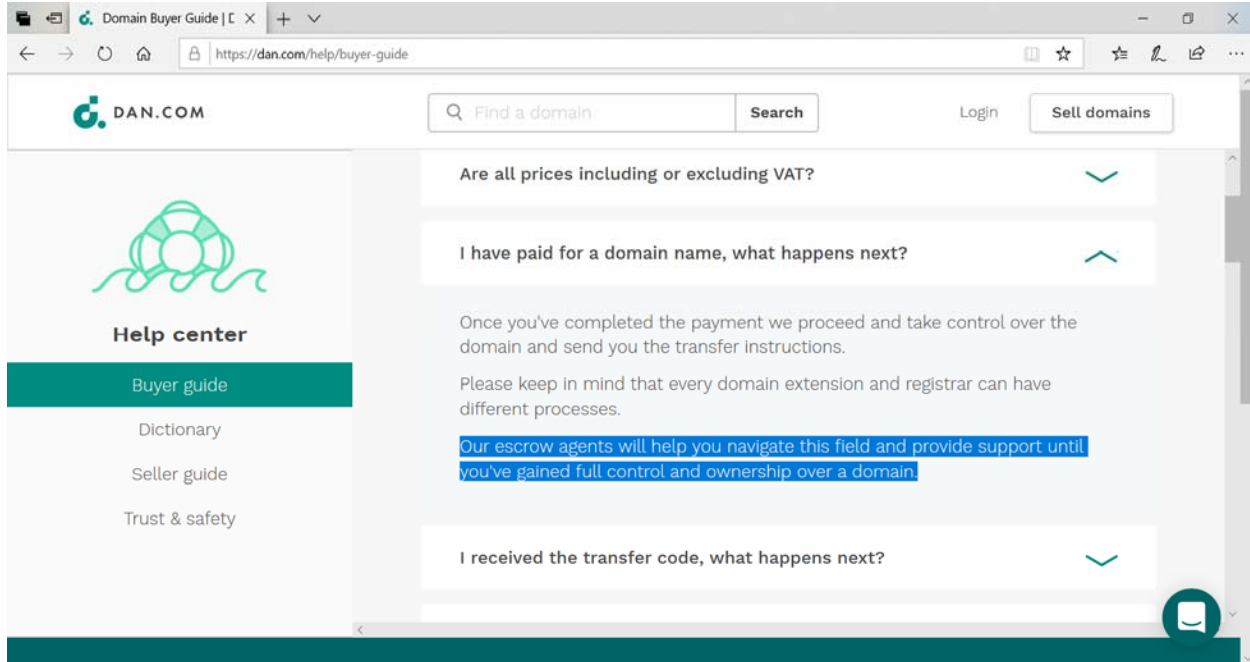 Domain Buyer Guide | D
https://dan.com/help/buyer-guide
DAN.COM
Find a domain
Search
Login
Sell domains
Help center
Buyer guide
Dictionary
Seller guide
Trust & safety
Are all prices including or excluding VAT?
I have paid for a domain name, what happens next?
Once you've completed the payment we proceed and take control over the
domain and send you the transfer instructions.
Please keep in mind that every domain extension and registrar can have
different processes.
Our escrow agents will help you navigate this field and provide support until
you've gained full control and ownership over a domain.
I received the transfer code, what happens next?